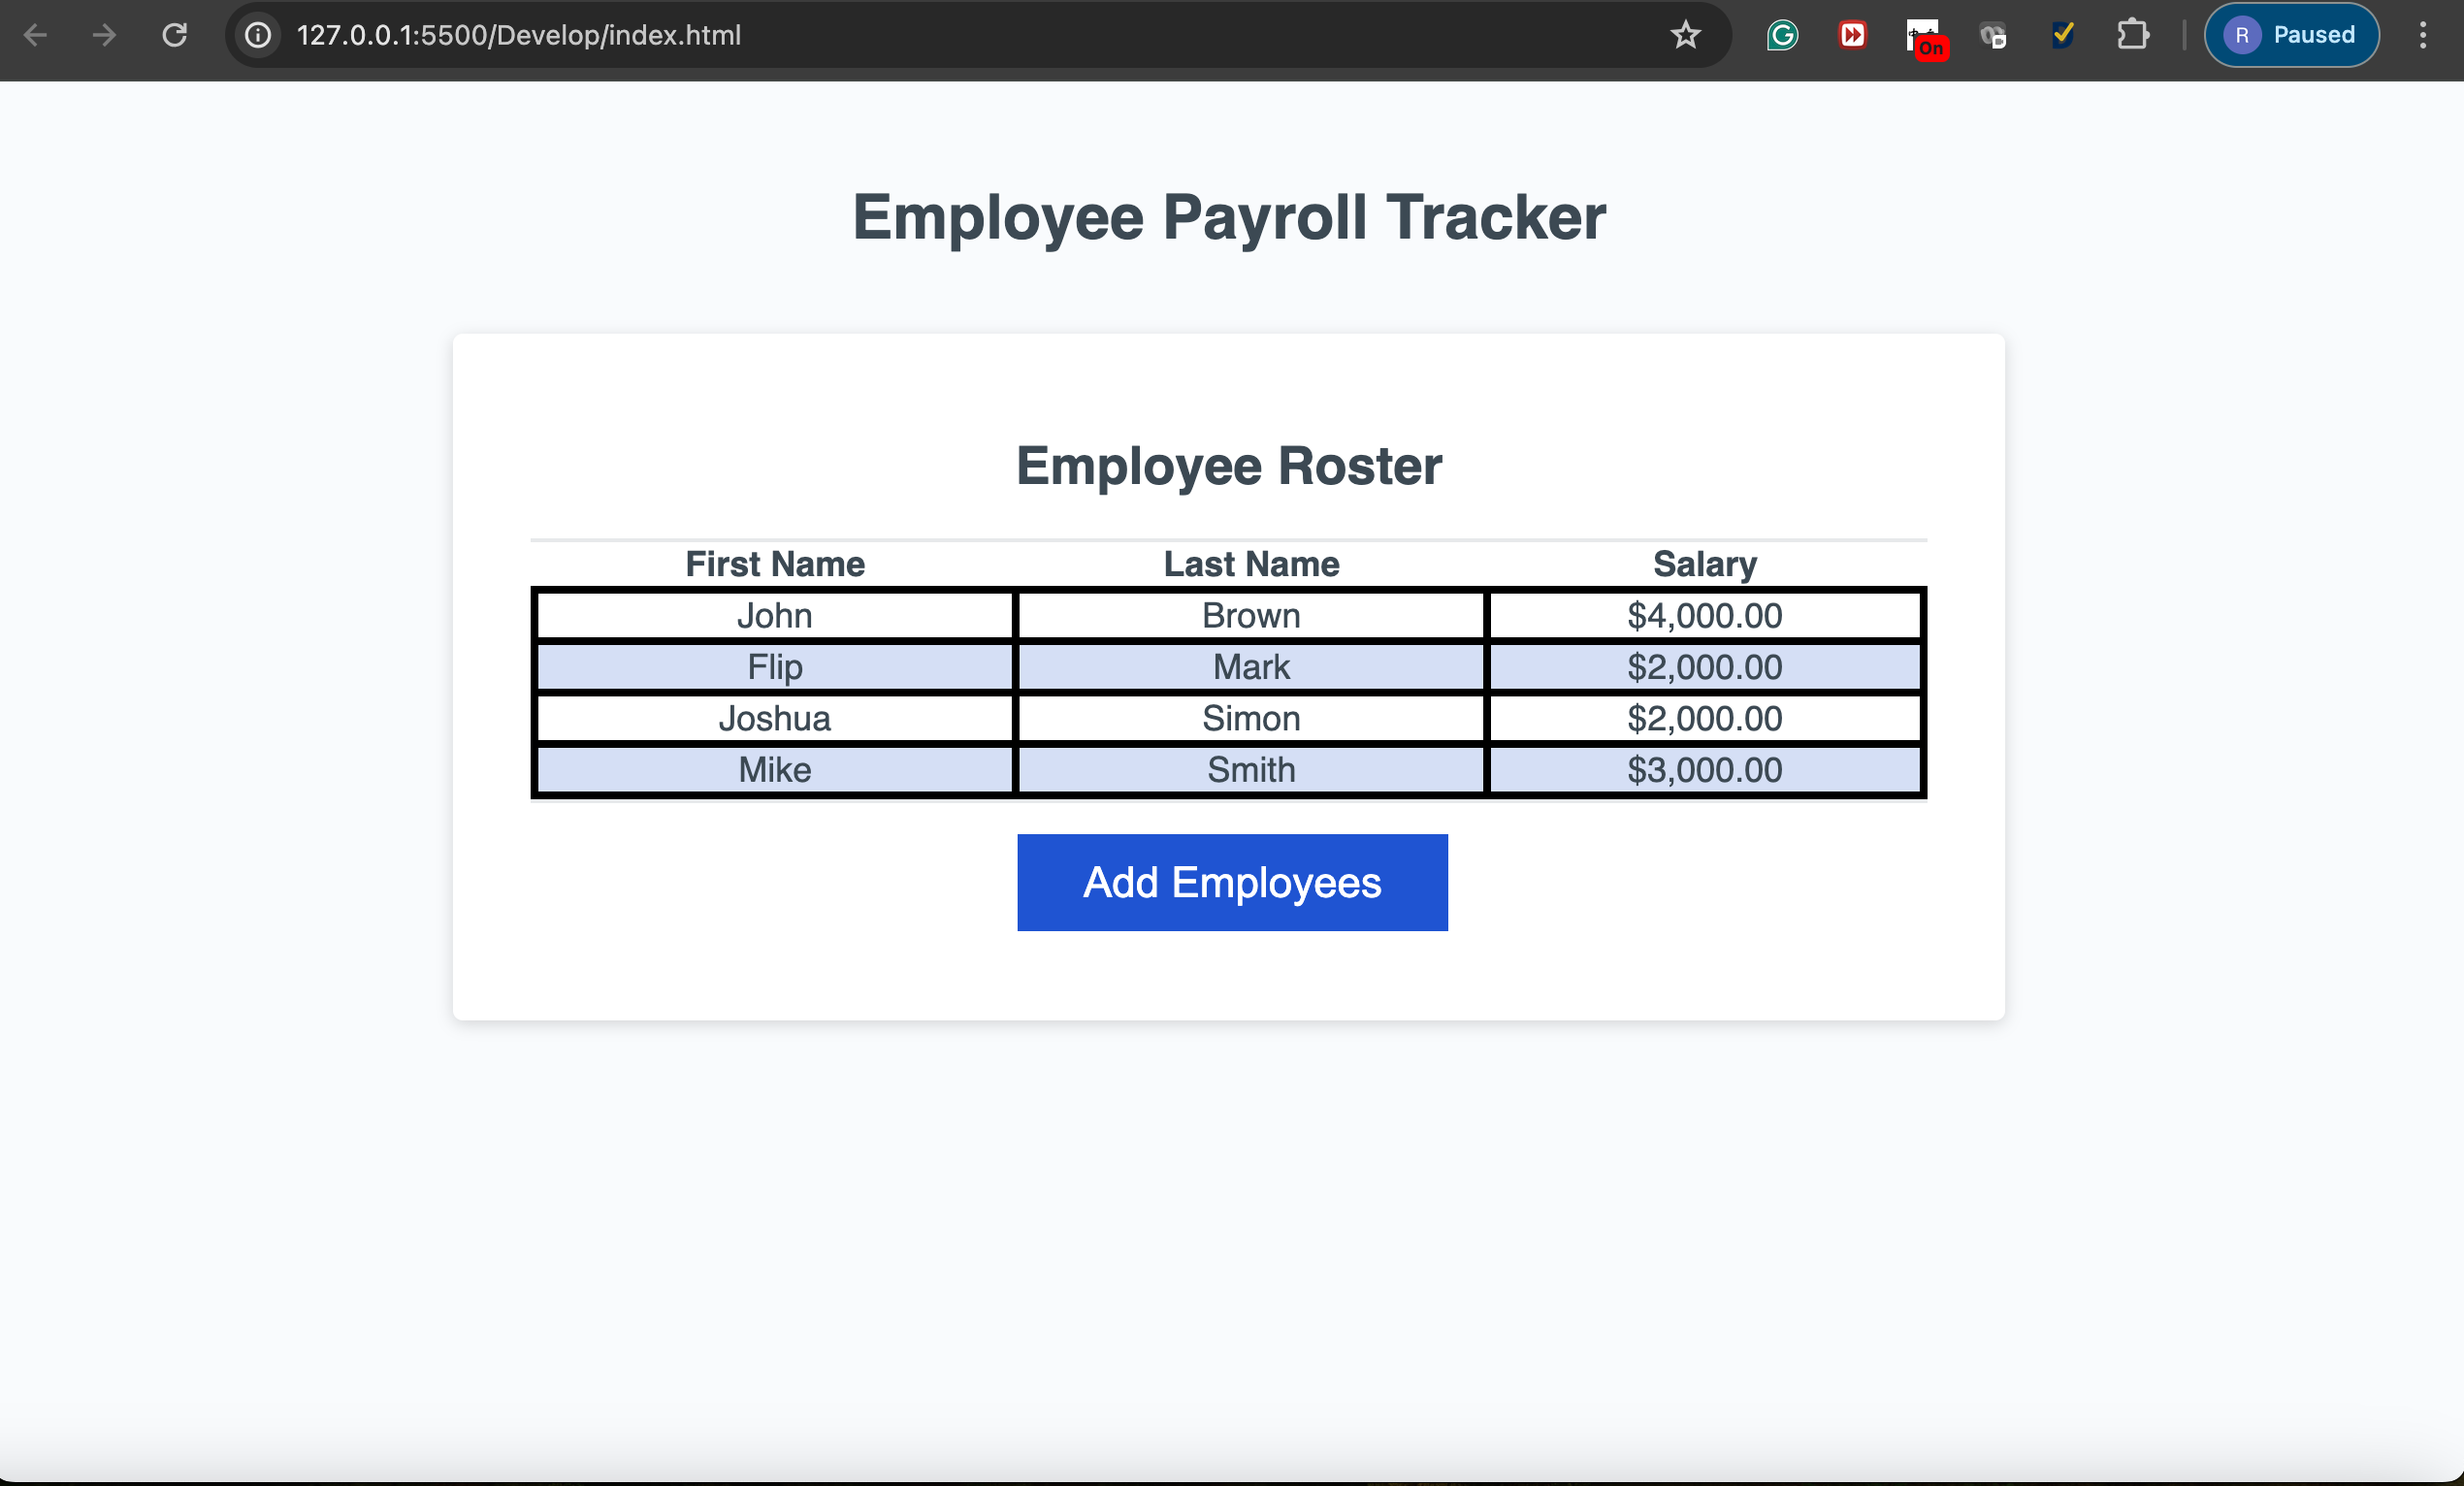 127.0.0.1:5500/Develop/index.html
On
R Paused
Employee Payroll Tracker
Employee Roster
First Name Last Name Salary
John Brown $4,000.00
Flip Mark $2,000.00
Joshua Simon $2,000.00
Mike Smith $3,000.00
Add Employees